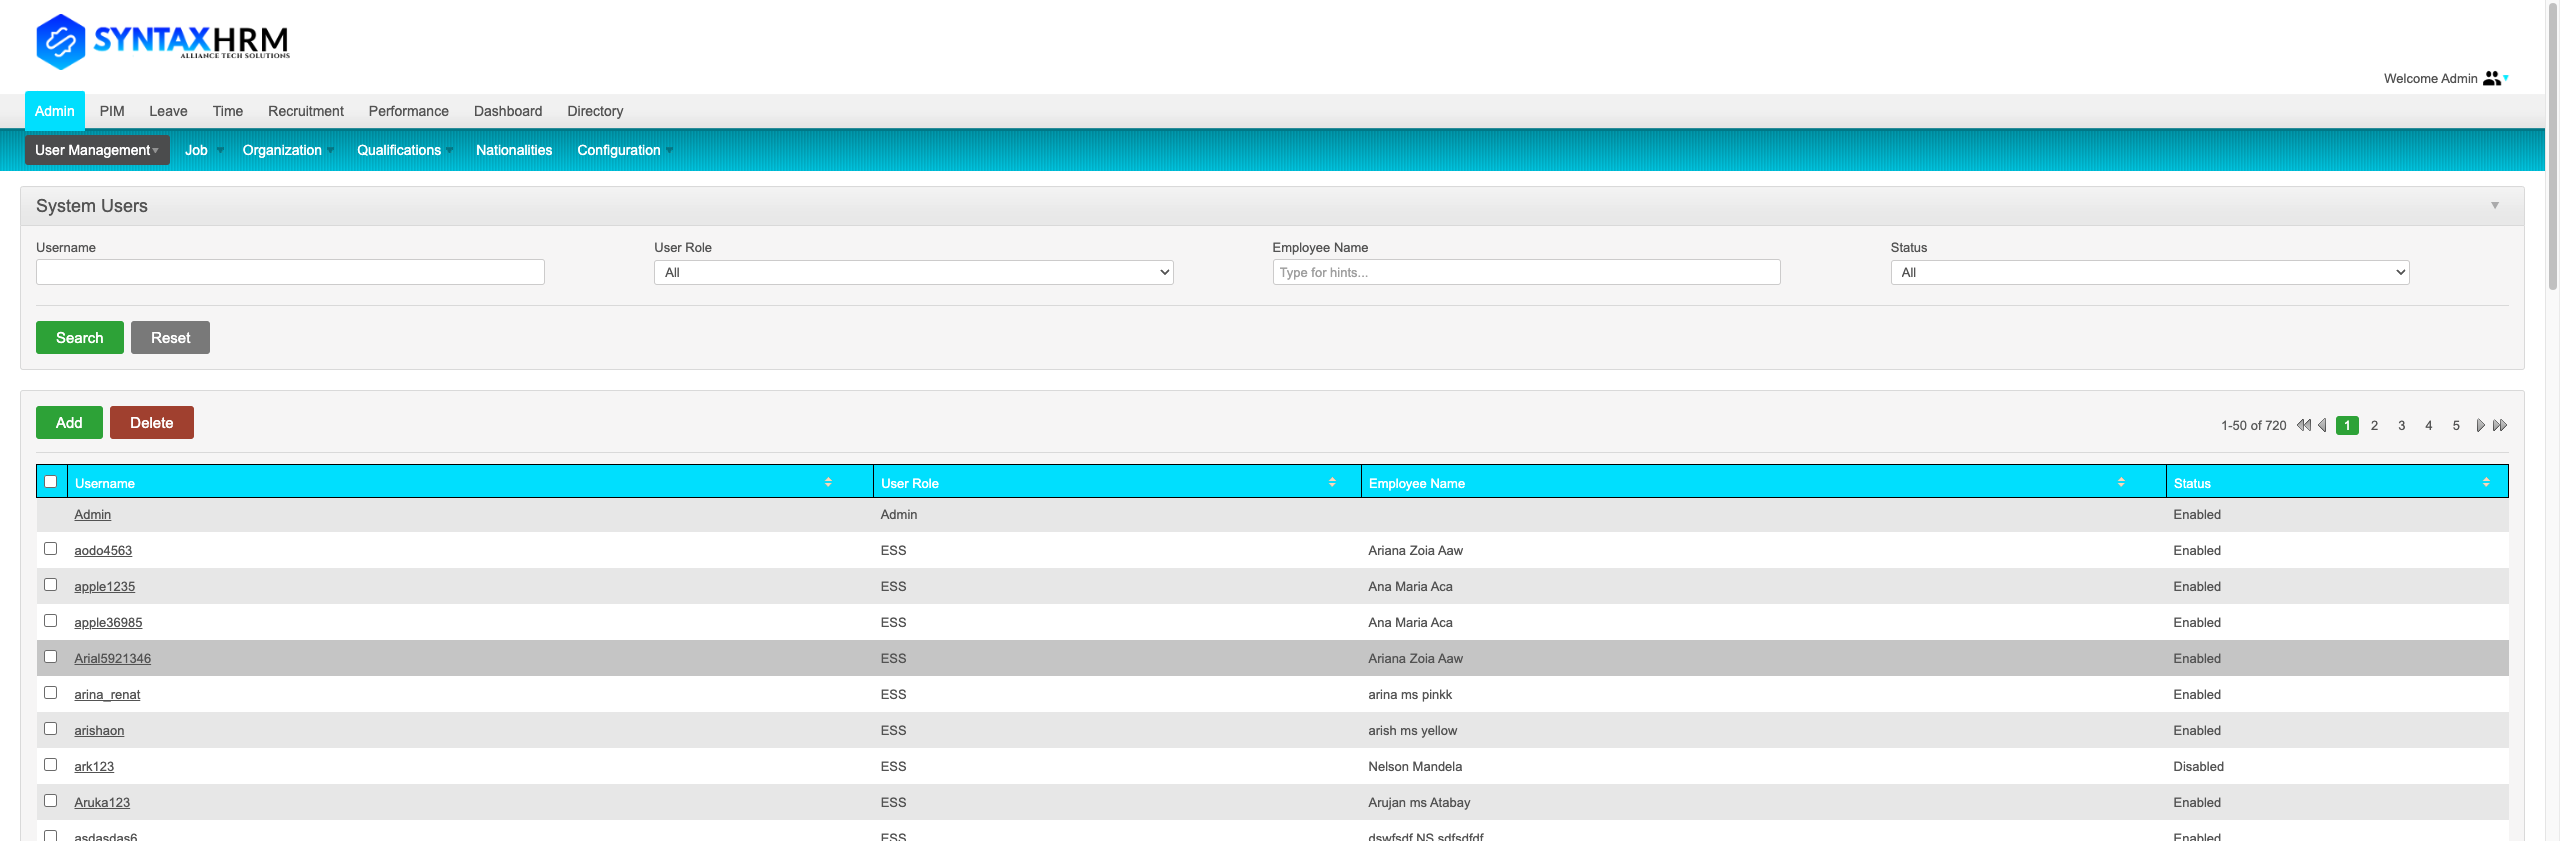 SYNTAXHRM
ALLIANCE TECH SOLUTIONS
Welcome Admin
Admin PIM Leave Time Recruitment Performance Dashboard Directory
User Management Job Organization Qualifications Nationalities Configuration
System Users
Username User Role Employee Name Status
All Type for hints... All
Search Reset
Add Delete 1-50 of 720 1 2 3 4 5
Username User Role Employee Name Status
Admin Admin Enabled
aodo4563 ESS Ariana Zoia Aaw Enabled
apple1235 ESS Ana Maria Aca Enabled
apple36985 ESS Ana Maria Aca Enabled
Arial5921346 ESS Ariana Zoia Aaw Enabled
arina_renat ESS arina ms pinkk Enabled
arishaon ESS arish ms yellow Enabled
ark123 ESS Nelson Mandela Disabled
Aruka123 ESS Arujan ms Atabay Enabled
asdasdas6 ESS dswfsdf NS sdfsdfdf Enabled